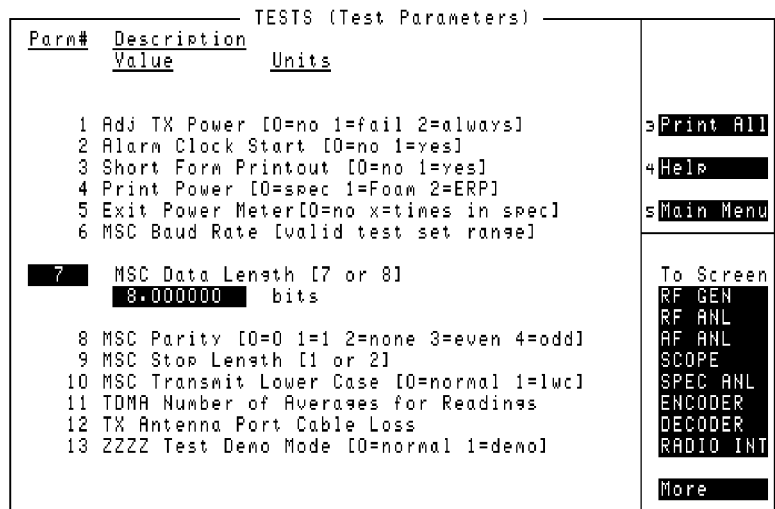 TESTS (Test Parameters)
Parm# Description
Value Units
1 Adj TX Power [0=no 1=fail 2=always]
2 Alarm Clock Start [0=no 1=yes]
3 Short Form Printout [0=no 1=yes]
4 Print Power [0=spec 1=Foam 2=ERP]
5 Exit Power Meter[0=no x=times in spec]
6 MSC Baud Rate [valid test set range]
7 MSC Data Length [7 or 8]
8.000000 bits
8 MSC Parity [0=0 1=1 2=none 3=even 4=odd]
9 MSC Stop Length [1 or 2]
10 MSC Transmit Lower Case [0=normal 1=lwc]
11 TDMA Number of Averages for Readings
12 TX Antenna Port Cable Loss
13 ZZZZ Test Demo Mode [0=normal 1=demo]
3 Print All
4 Help
5 Main Menu
To Screen
RF GEN
RF ANL
AF ANL
SCOPE
SPEC ANL
ENCODER
DECODER
RADIO INT
More